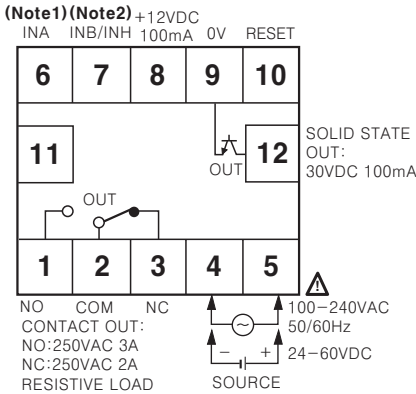 (Note1) (Note2) +12VDC
INA INB/INH 100mA 0V RESET
6 7 8 9 10
11 OUT 12
SOLID STATE
OUT:
30VDC 100mA
OUT
1 2 3 4 5
NO COM NC
CONTACT OUT:
NO:250VAC 3A
NC:250VAC 2A
RESISTIVE LOAD
100-240VAC
50/60Hz
- + 24-60VDC
SOURCE